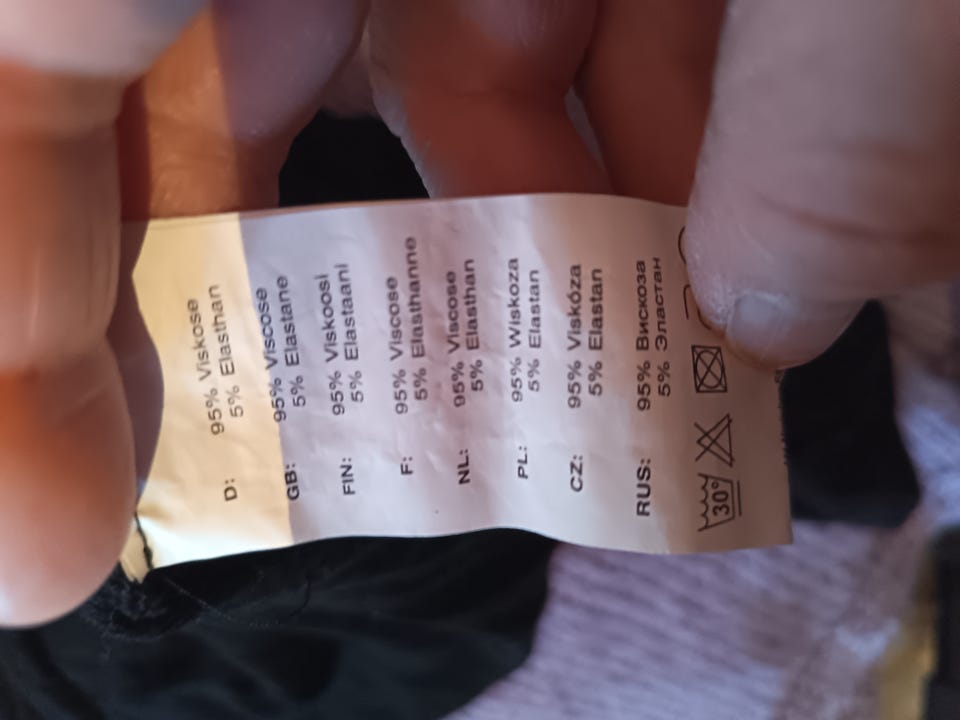 D: 95% Viskose
5% Elasthan
GB: 95% Viscose
5% Elastane
FIN: 95% Viskoosi
5% Elastaani
F: 95% Viscose
5% Elasthanne
NL: 95% Viscose
5% Elasthan
PL: 95% Wiskoza
5% Elastan
CZ: 95% Viskóza
5% Elastan
RUS: 95% Вискоза
5% Эластан
30°